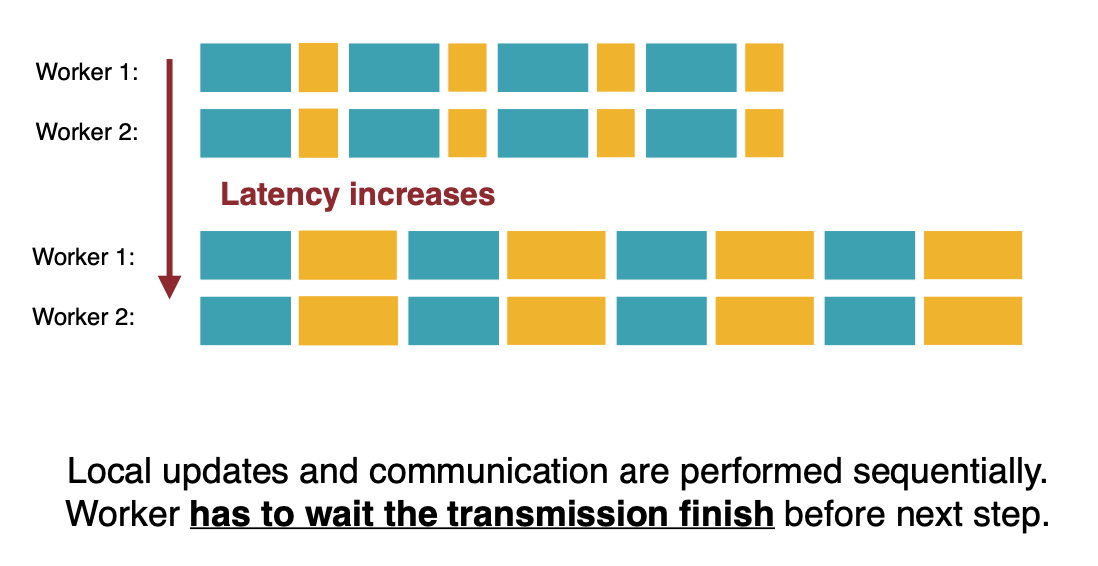 Worker 1:
Worker 2:
Latency increases
Worker 1:
Worker 2:
Local updates and communication are performed sequentially.
Worker has to wait the transmission finish before next step.